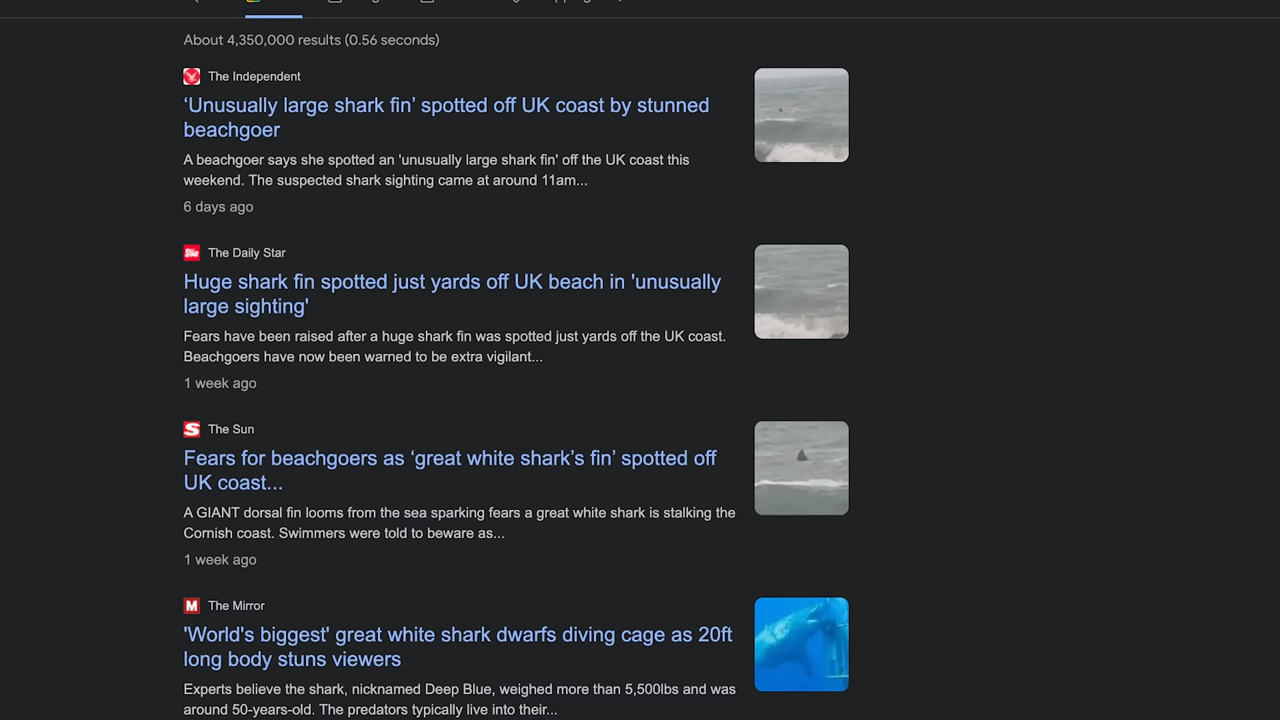 About 4,350,000 results (0.56 seconds)
The Independent
‘Unusually large shark fin’ spotted off UK coast by stunned
beachgoer
A beachgoer says she spotted an 'unusually large shark fin' off the UK coast this
weekend. The suspected shark sighting came at around 11am...
6 days ago
The Daily Star
Huge shark fin spotted just yards off UK beach in 'unusually
large sighting'
Fears have been raised after a huge shark fin was spotted just yards off the UK coast.
Beachgoers have now been warned to be extra vigilant...
1 week ago
The Sun
Fears for beachgoers as ‘great white shark’s fin’ spotted off
UK coast...
A GIANT dorsal fin looms from the sea sparking fears a great white shark is stalking the
Cornish coast. Swimmers were told to beware as...
1 week ago
M The Mirror
'World's biggest' great white shark dwarfs diving cage as 20ft
long body stuns viewers
Experts believe the shark, nicknamed Deep Blue, weighed more than 5,500lbs and was
around 50-years-old. The predators typically live into their...